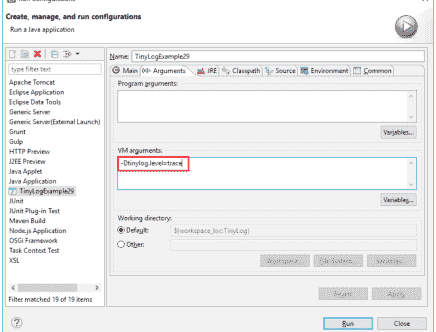 Create, manage, and run configurations
Run a Java application
Name: TinyLogExample29
type filter text
Main (x)= Arguments JRE Classpath Source Environment Common
Apache Tomcat
Eclipse Application
Eclipse Data Tools
Generic Server
Generic Server(External Launch)
Grunt
Gulp
HTTP Preview
J2EE Preview
Java Applet
Java Application
TinyLogExample29
JUnit
JUnit Plug-in Test
Maven Build
Node.js Application
OSGi Framework
Task Context Test
XSL
Filter matched 19 of 19 items
Program arguments:
Variables...
VM arguments:
-Dtinylog.level=trace
Variables...
Working directory:
Default: ${workspace_loc:TinyLog}
Other:
Workspace... File System... Variables...
Revert Apply
Run Close